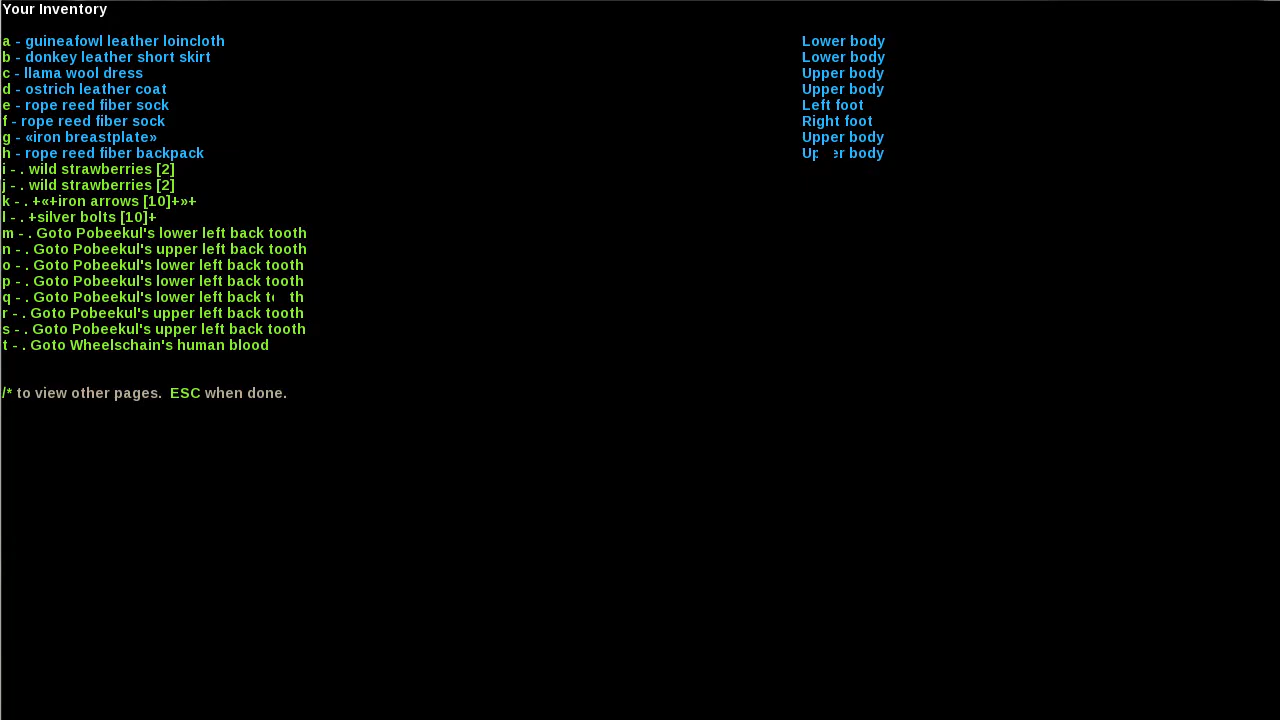 Your Inventory
a - guineafowl leather loincloth Lower body
b - donkey leather short skirt Lower body
c - llama wool dress Upper body
d - ostrich leather coat Upper body
e - rope reed fiber sock Left foot
f - rope reed fiber sock Right foot
g - «iron breastplate» Upper body
h - rope reed fiber backpack body
i - . wild strawberries [2]
j - . wild strawberries [2]
k - . +«+iron arrows [10]+»+
l - . +silver bolts [10]+
m - . Goto Pobeekul's lower left back tooth
n - . Goto Pobeekul's upper left back tooth
o - . Goto Pobeekul's lower left back tooth
p - . Goto Pobeekul's lower left back tooth
q - . Goto Pobeekul's lower left back
r - . Goto Pobeekul's upper left back tooth
s - . Goto Pobeekul's upper left back tooth
t - . Goto Wheelschain's human blood
/* to view other pages.  ESC when done.